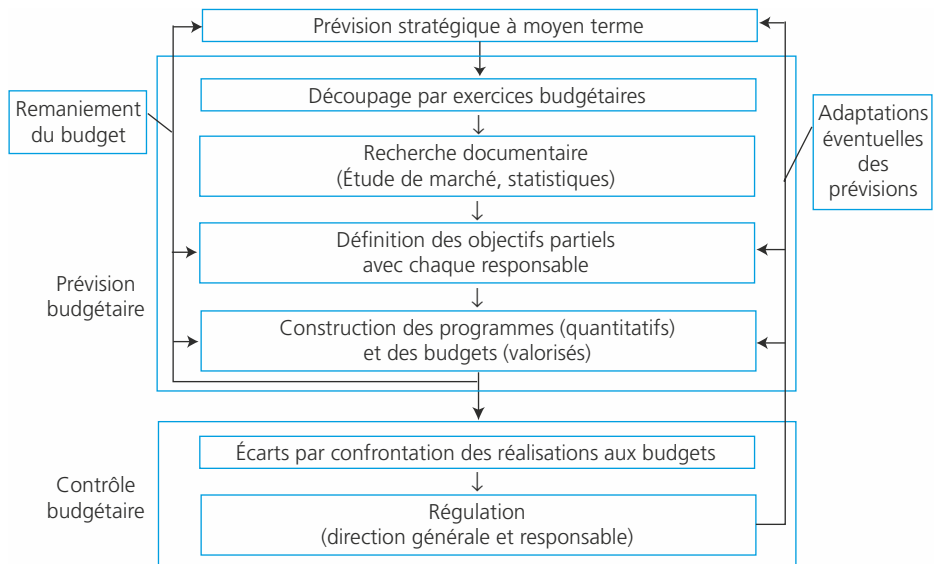 Prévision stratégique à moyen terme
Découpage par exercices budgétaires
Remaniement
du budget
Adaptations
éventuelles
des
prévisions
Recherche documentaire
(Étude de marché, statistiques)
Définition des objectifs partiels
avec chaque responsable
Prévision
budgétaire
Construction des programmes (quantitatifs)
et des budgets (valorisés)
Écarts par confrontation des réalisations aux budgets
Contrôle
budgétaire
Régulation
(direction générale et responsable)